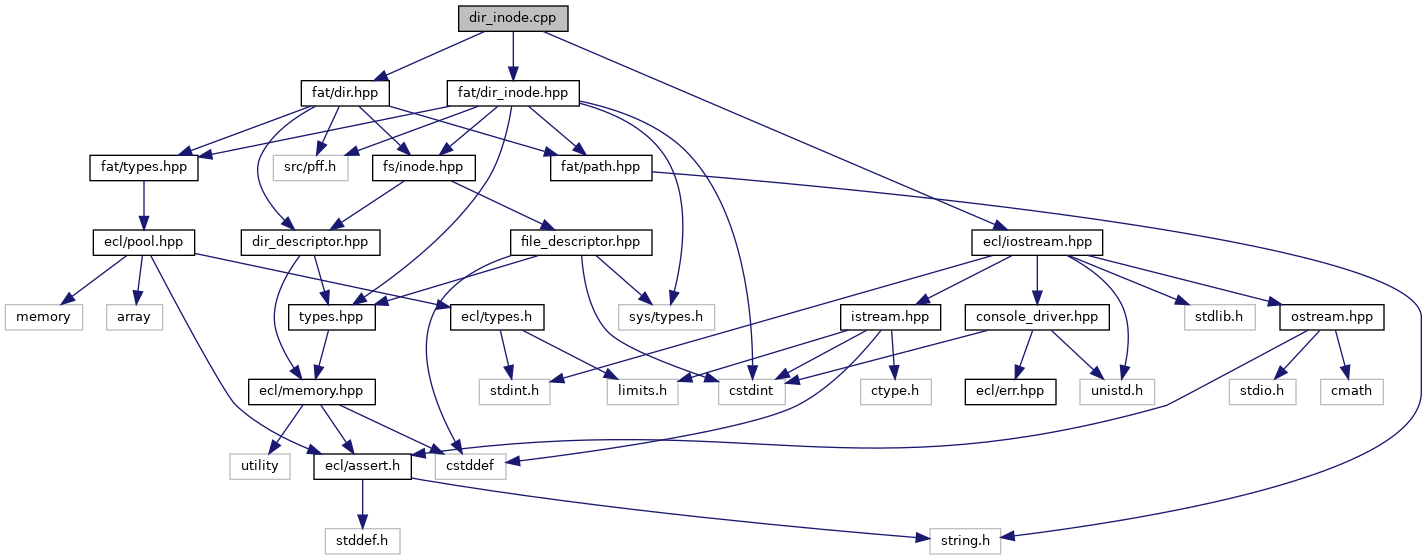 dir_inode.cpp
fat/dir.hpp
fat/dir_inode.hpp
fat/types.hpp
src/pff.h
fs/inode.hpp
fat/path.hpp
ecl/pool.hpp
dir_descriptor.hpp
file_descriptor.hpp
ecl/iostream.hpp
memory
array
types.hpp
ecl/types.h
sys/types.h
istream.hpp
console_driver.hpp
stdlib.h
ostream.hpp
ecl/memory.hpp
stdint.h
limits.h
cstdint
ctype.h
ecl/err.hpp
unistd.h
stdio.h
cmath
utility
ecl/assert.h
cstddef
stddef.h
string.h